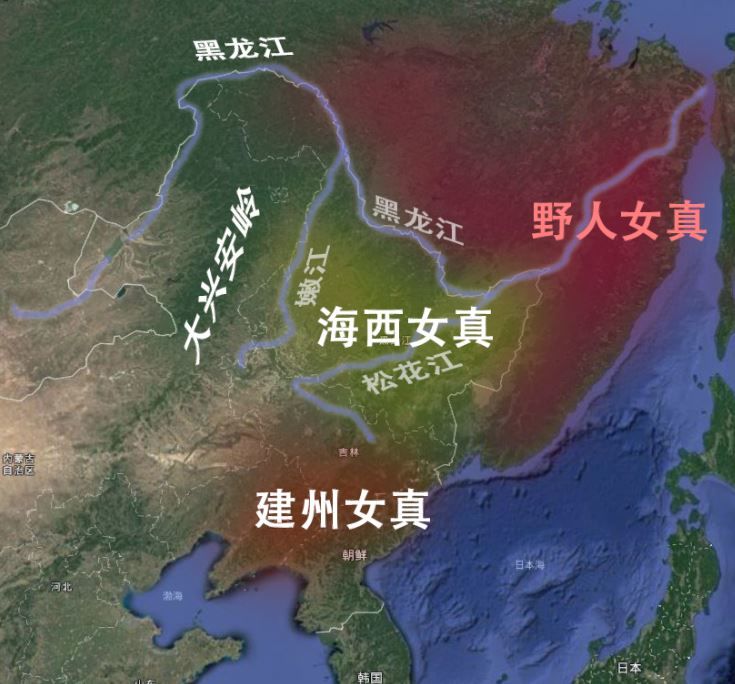 黑龙江
大兴安岭
嫩江
黑龙江
野人女真
海西女真
松花江
内蒙古
自治区
吉林
建州女真
朝鲜
日本海
河北
渤海
韩国
日本